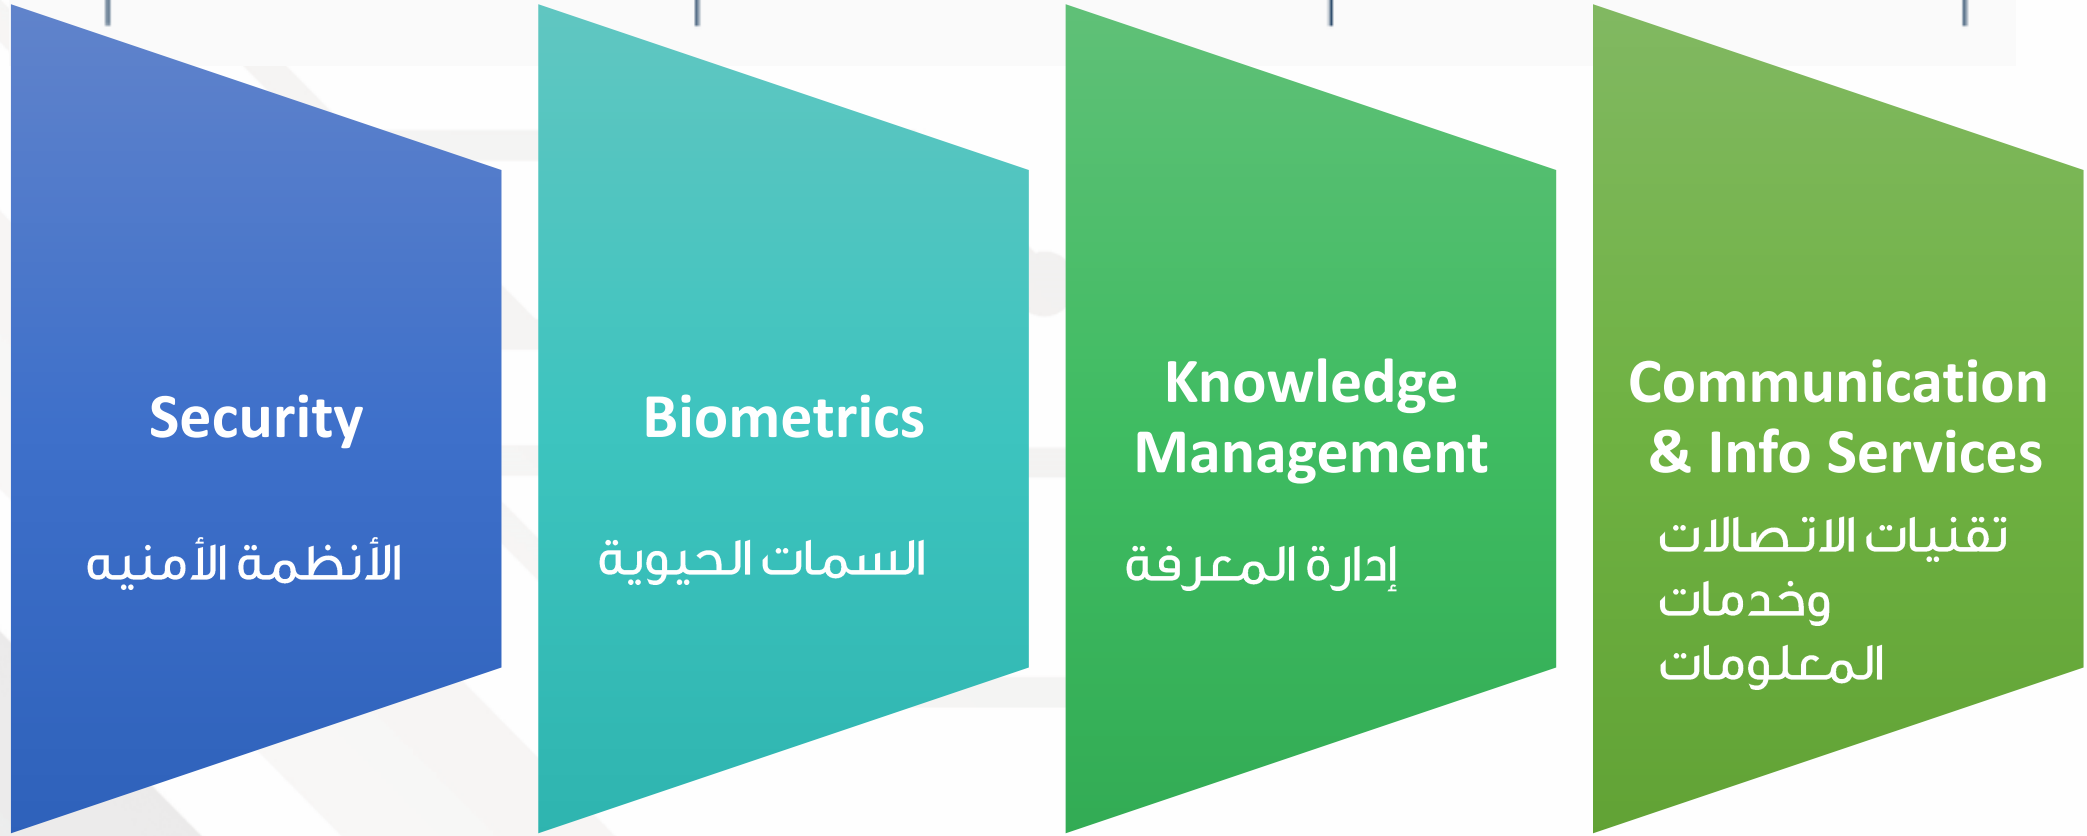 Security
الأنظمة الأمنيه
Biometrics
السمات الحيوية
Knowledge
Management
إدارة المعرفة
Communication
& Info Services
تقنيات الاتصالات
وخدمات
المعلومات